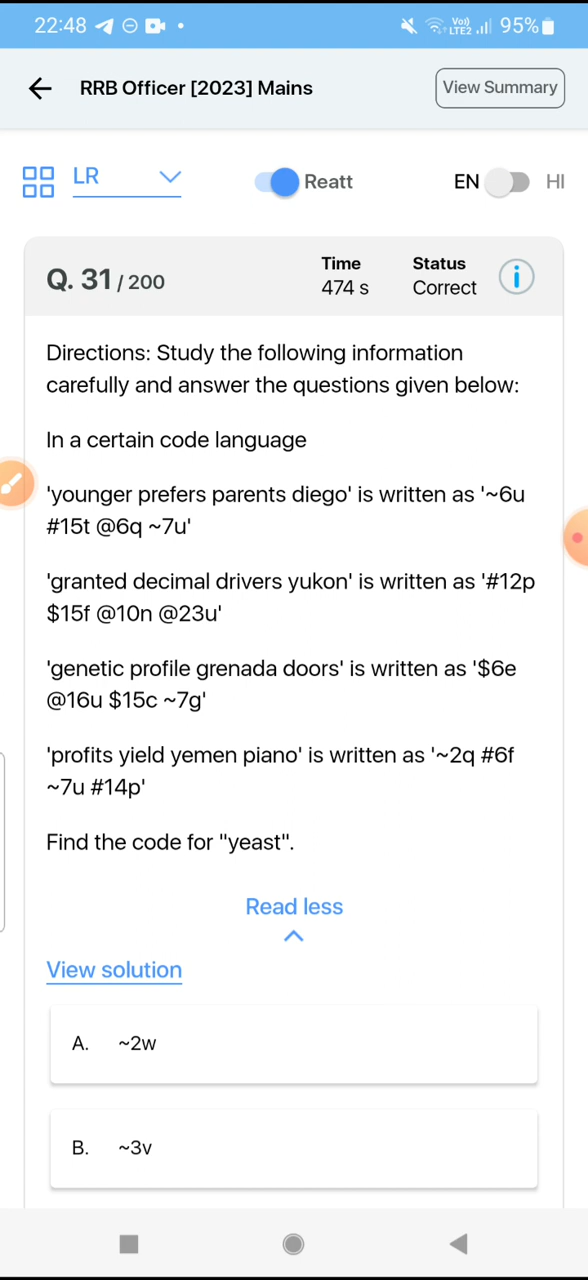 22:48
Vo))
LTE2
95%
RRB Officer [2023] Mains
View Summary
LR
Reatt
EN
HI
Q. 31 / 200
Time
474 s
Status
Correct
Directions: Study the following information
carefully and answer the questions given below:
In a certain code language
'younger prefers parents diego' is written as '~6u
#15t @6q ~7u'
'granted decimal drivers yukon' is written as '#12p
$15f @10n @23u'
'genetic profile grenada doors' is written as '$6e
@16u $15c ~7g'
'profits yield yemen piano' is written as '~2q #6f
~7u #14p'
Find the code for "yeast".
Read less
View solution
A. ~2w
B. ~3v